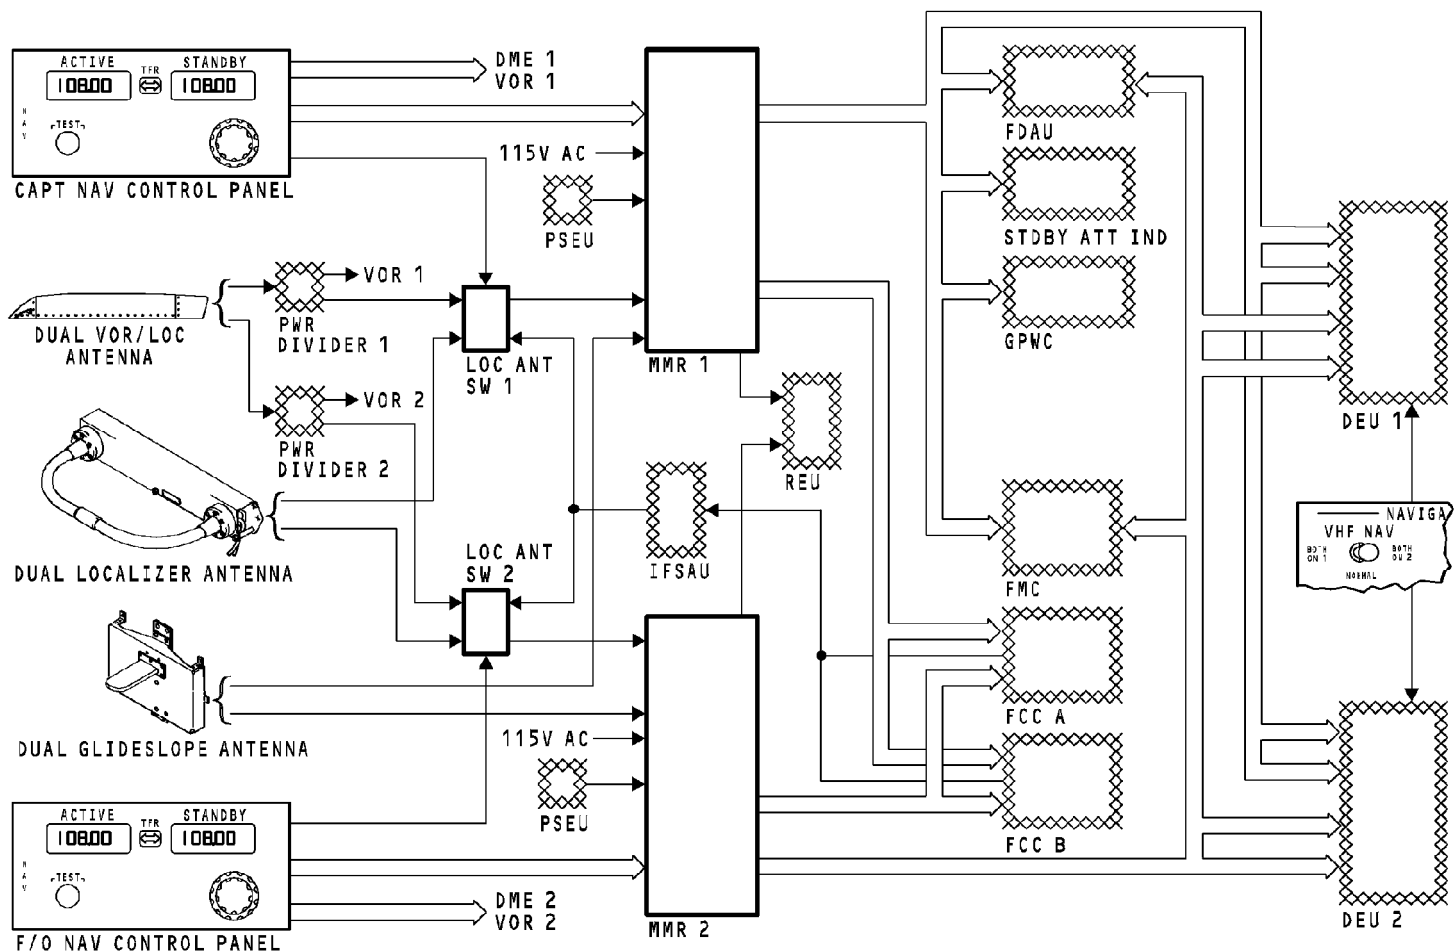 ACTIVE TFR STANDBY
108.00 108.00
NAV
TEST
CAPT NAV CONTROL PANEL
DME 1
VOR 1
115V AC
PSEU
MMR 1
DUAL VOR/LOC
ANTENNA
VOR 1
PWR
DIVIDER 1
VOR 2
PWR
DIVIDER 2
LOC ANT
SW 1
DUAL LOCALIZER ANTENNA
LOC ANT
SW 2
IFSAU
REU
DUAL GLIDESLOPE ANTENNA
115V AC
PSEU
MMR 2
ACTIVE TFR STANDBY
108.00 108.00
NAV
TEST
F/O NAV CONTROL PANEL
DME 2
VOR 2
FDAU
STDBY ATT IND
GPWC
FMC
FCC A
FCC B
DEU 1
NAVIGA
VHF NAV
BOTH
ON 1
BOTH
ON 2
NORMAL
DEU 2